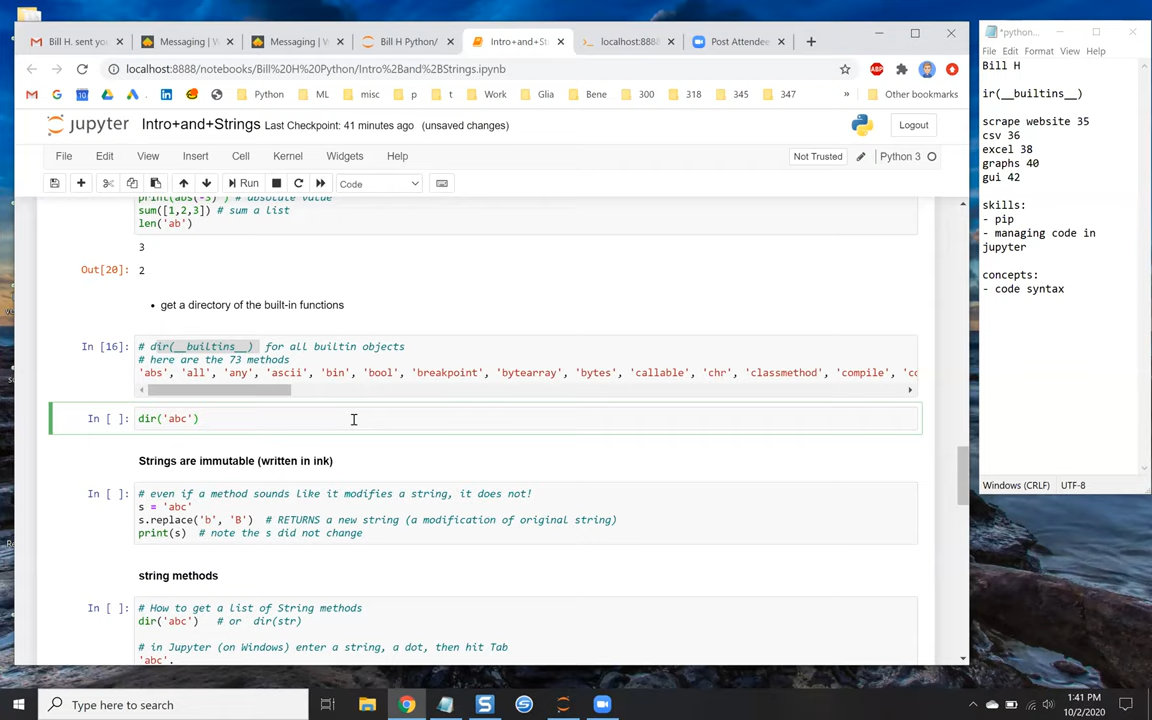 Bill H. sent you
Messaging | W
Messaging | W
Bill H Python/
Intro+and+St
localhost:8888
Post Attendee
localhost:8888/notebooks/Bill%20H%20Python/Intro%2Band%2BStrings.ipynb
ABP
Python
ML
misc
p
t
Work
Glia
Bene
300
318
345
347
»
Other bookmarks
jupyter Intro+and+Strings Last Checkpoint: 41 minutes ago (unsaved changes)
Logout
File Edit View Insert Cell Kernel Widgets Help
Not Trusted
Python 3
Run
Code
print(abs(-3) ) # absolute value
sum([1,2,3]) # sum a list
len('ab')
3
Out[20]: 2
• get a directory of the built-in functions
In [16]: # dir(__builtins__) for all builtin objects
# here are the 73 methods
'abs', 'all', 'any', 'ascii', 'bin', 'bool', 'breakpoint', 'bytearray', 'bytes', 'callable', 'chr', 'classmethod', 'compile', 'co
In [ ]: dir('abc')
Strings are immutable (written in ink)
In [ ]: # even if a method sounds like it modifies a string, it does not!
s = 'abc'
s.replace('b', 'B') # RETURNS a new string (a modification of original string)
print(s) # note the s did not change
string methods
In [ ]: # How to get a list of String methods
dir('abc') # or dir(str)
# in Jupyter (on Windows) enter a string, a dot, then hit Tab
'abc'.
*python...
File Edit Format View Help
Bill H
ir(__builtins__)
scrape website 35
csv 36
excel 38
graphs 40
gui 42
skills:
- pip
- managing code in
jupyter
concepts:
- code syntax
Windows (CRLF) UTF-8
Type here to search
1:41 PM
10/2/2020